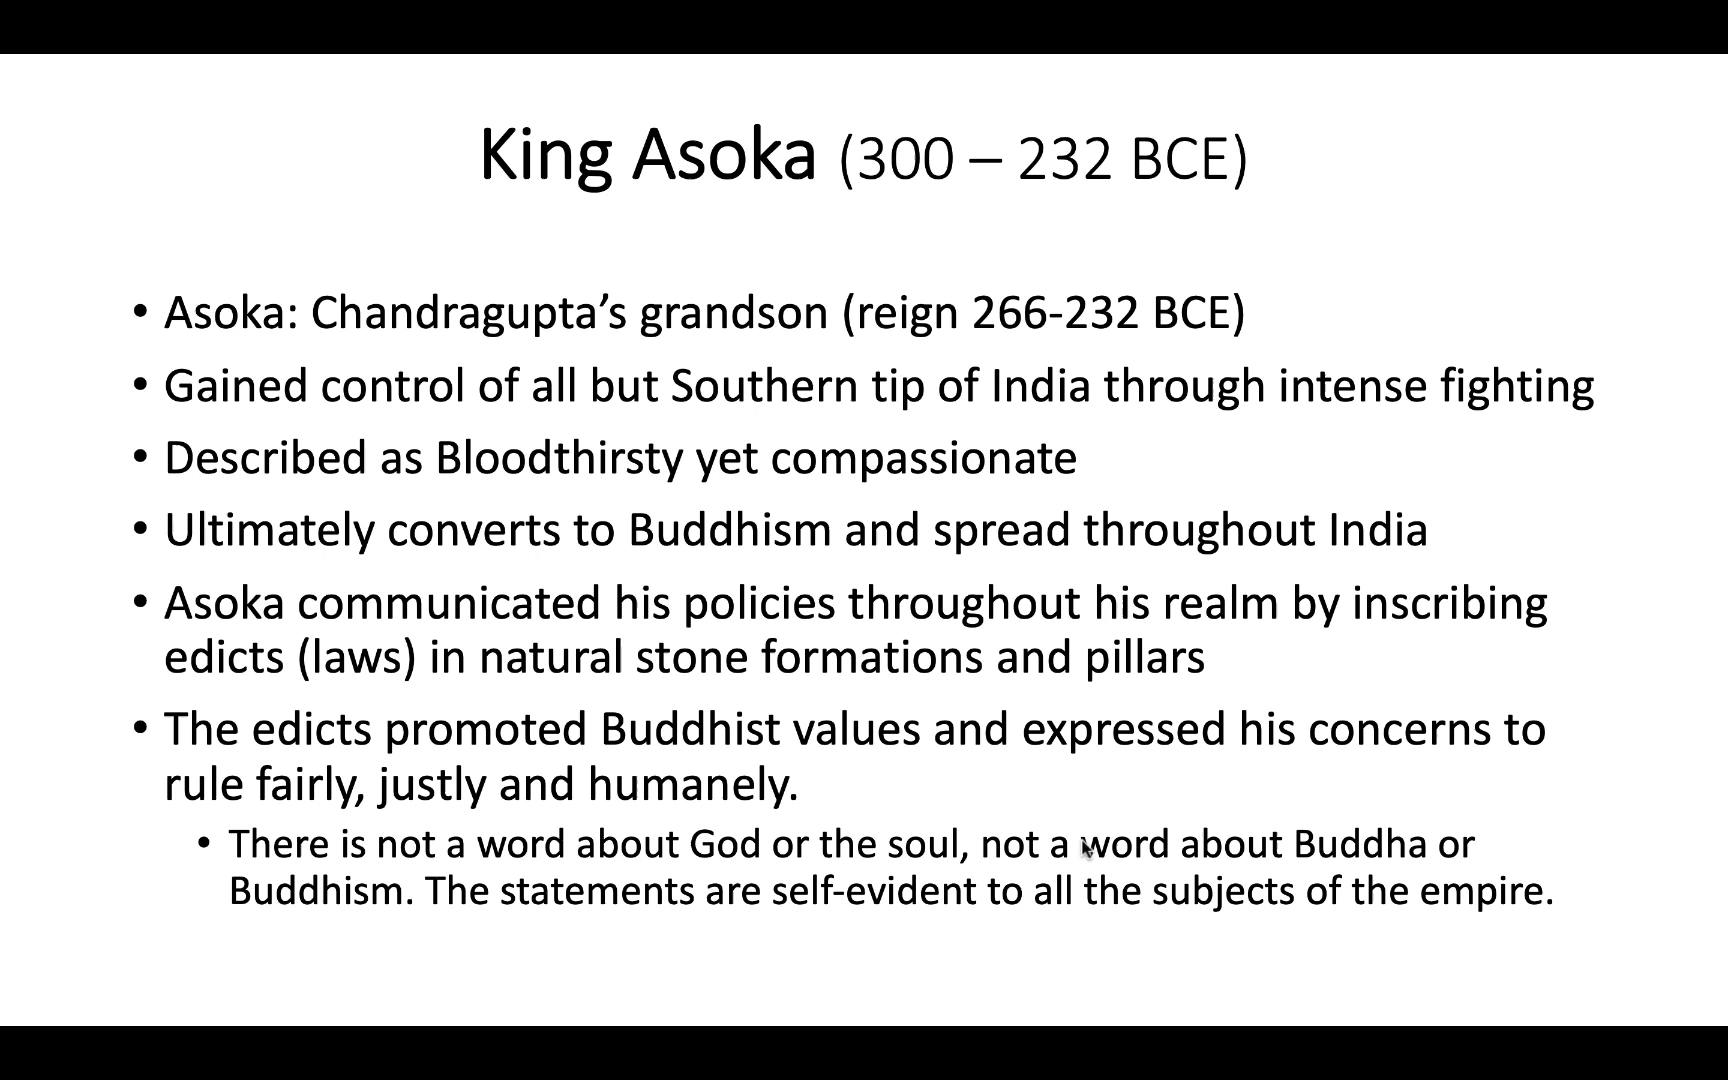 King Asoka (300 – 232 BCE)
• Asoka: Chandragupta’s grandson (reign 266-232 BCE)
• Gained control of all but Southern tip of India through intense fighting
• Described as Bloodthirsty yet compassionate
• Ultimately converts to Buddhism and spread throughout India
• Asoka communicated his policies throughout his realm by inscribing
edicts (laws) in natural stone formations and pillars
• The edicts promoted Buddhist values and expressed his concerns to
rule fairly, justly and humanely.
• There is not a word about God or the soul, not a word about Buddha or
Buddhism. The statements are self-evident to all the subjects of the empire.